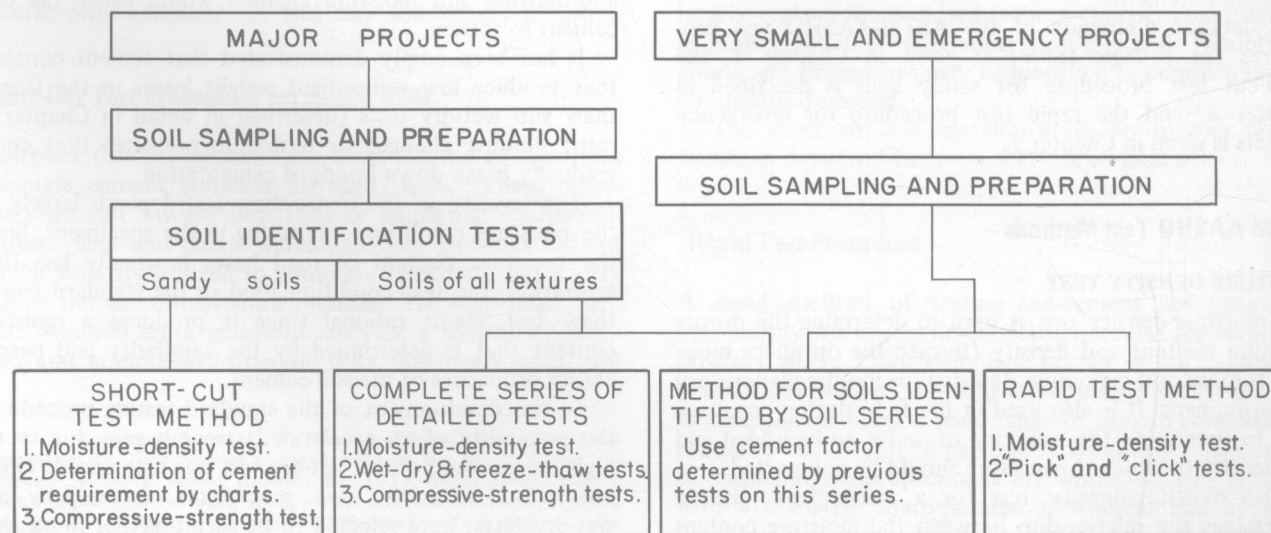 MAJOR PROJECTS
VERY SMALL AND EMERGENCY PROJECTS
SOIL SAMPLING AND PREPARATION
SOIL SAMPLING AND PREPARATION
SOIL IDENTIFICATION TESTS
Sandy soils Soils of all textures
SHORT-CUT
TEST METHOD
1. Moisture-density test.
2. Determination of cement
requirement by charts.
3. Compressive-strength test.
COMPLETE SERIES OF
DETAILED TESTS
1. Moisture-density test.
2. Wet-dry & freeze-thaw tests.
3. Compressive-strength tests.
METHOD FOR SOILS IDEN-
TIFIED BY SOIL SERIES
1. Use cement factor
determined by previous
tests on this series.
RAPID TEST METHOD
1. Moisture-density test.
2. "Pick" and "click" tests.